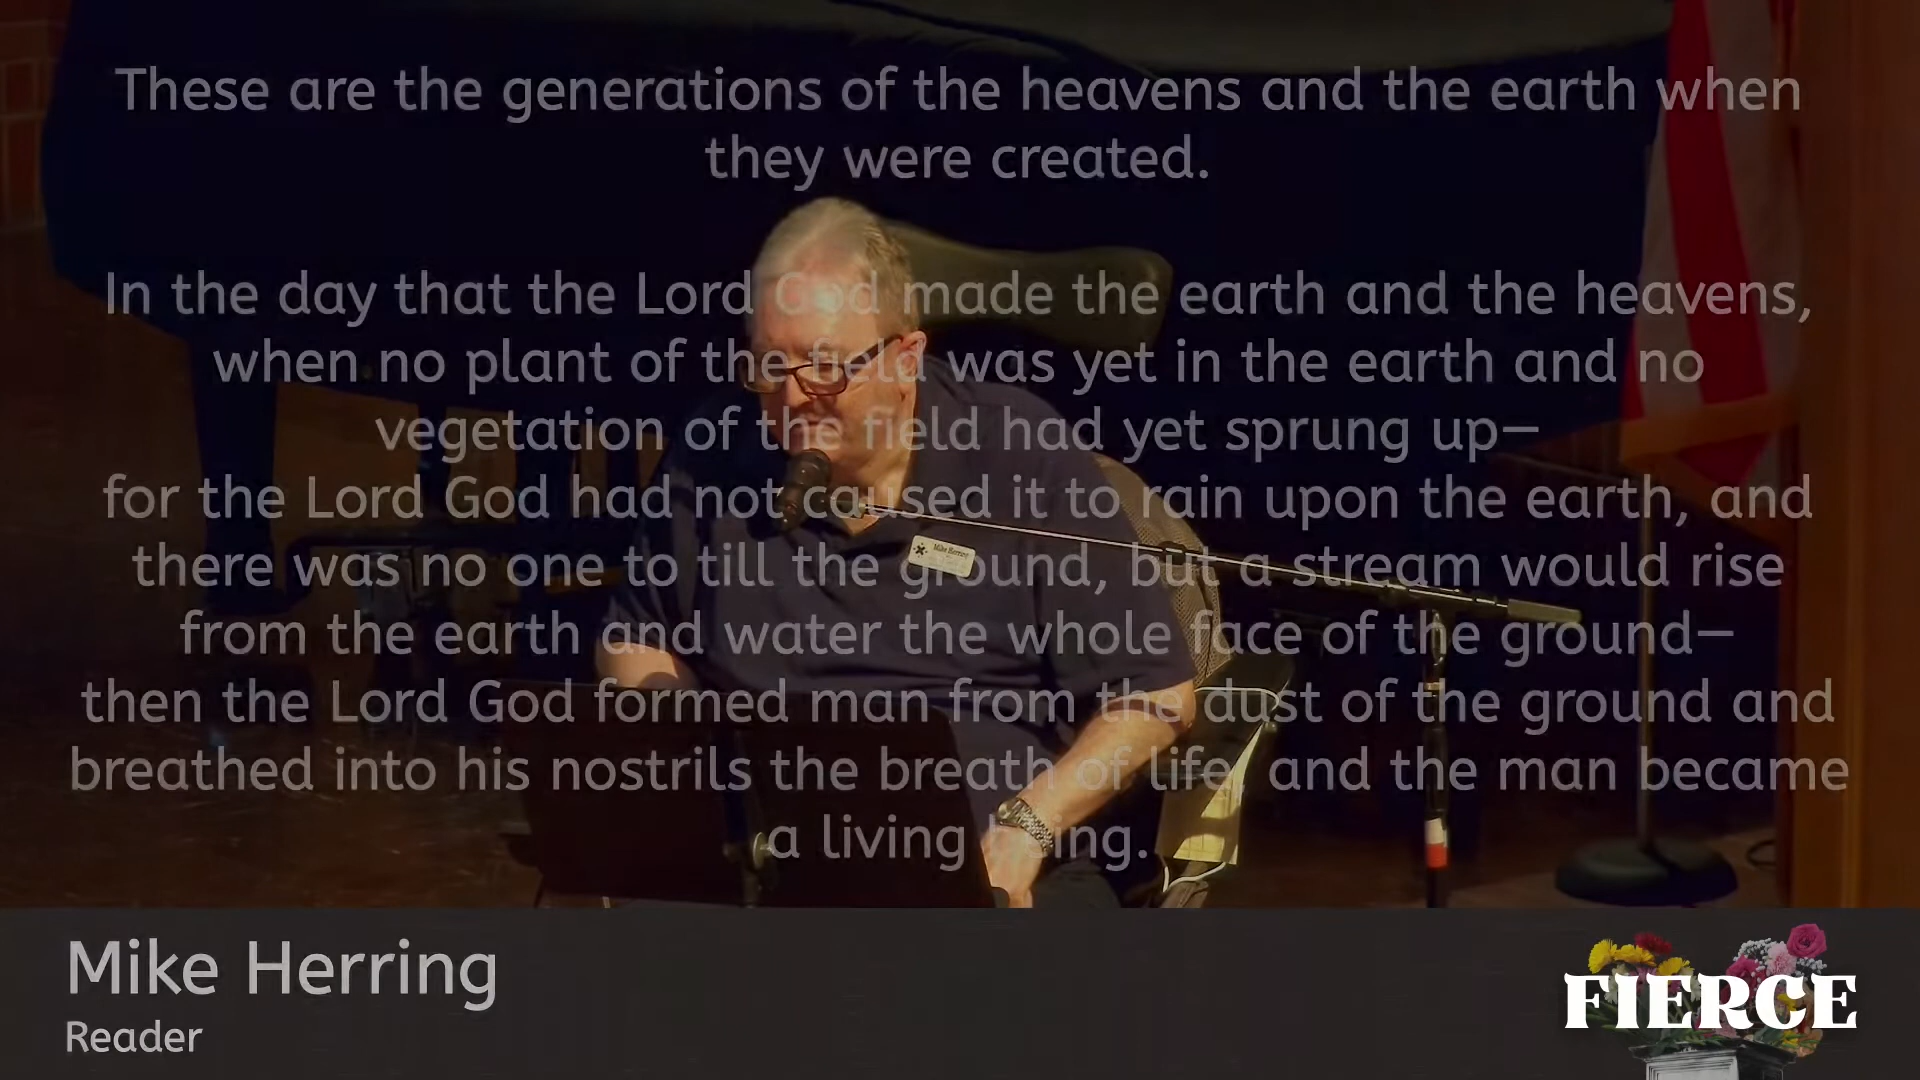 These are the generations of the heavens and the earth when
they were created.
In the day that the Lord God made the earth and the heavens,
when no plant of the field was yet in the earth and no
vegetation of the field had yet sprung up—
for the Lord God had not caused it to rain upon the earth, and
there was no one to till the ground, but a stream would rise
from the earth and water the whole face of the ground—
then the Lord God formed man from the dust of the ground and
breathed into his nostrils the breath of life, and the man became
a living being.
Mike Herring
Mike Herring
Reader
FIERCE